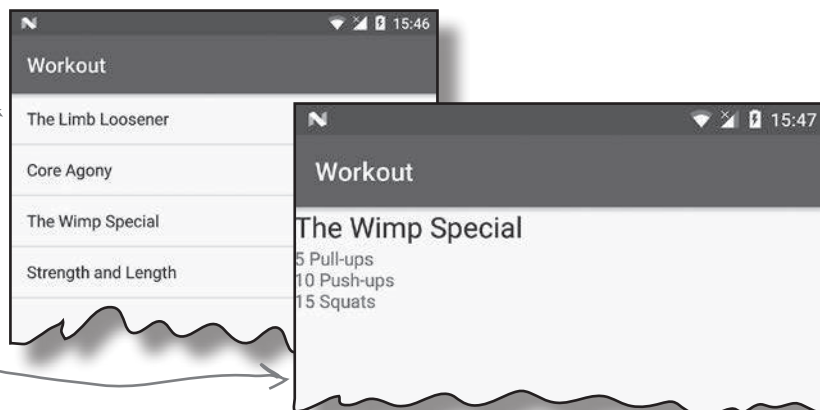 15:46
Workout
The Limb Loosener
Core Agony
The Wimp Special
Strength and Length
15:47
Workout
The Wimp Special
5 Pull-ups
10 Push-ups
15 Squats